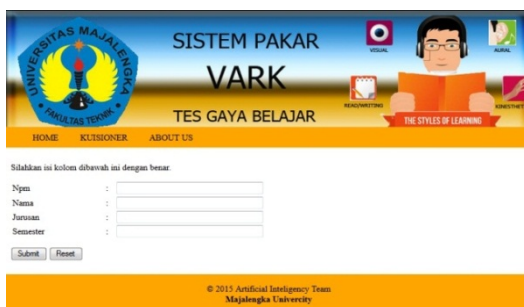 UNIVERSITAS MAJALENGKA
FAKULTAS TEKNIK
SISTEM PAKAR
VARK
TES GAYA BELAJAR
VISUAL
AURAL
READ/WRITING
KINESTHET
THE STYLES OF LEARNING
HOME KUISIONER ABOUT US
Silahkan isi kolom dibawah ini dengan benar.
Npm :
Nama :
Jurusan :
Semester :
Submit Reset
© 2015 Artificial Inteligency Team
Majalengka Univercity